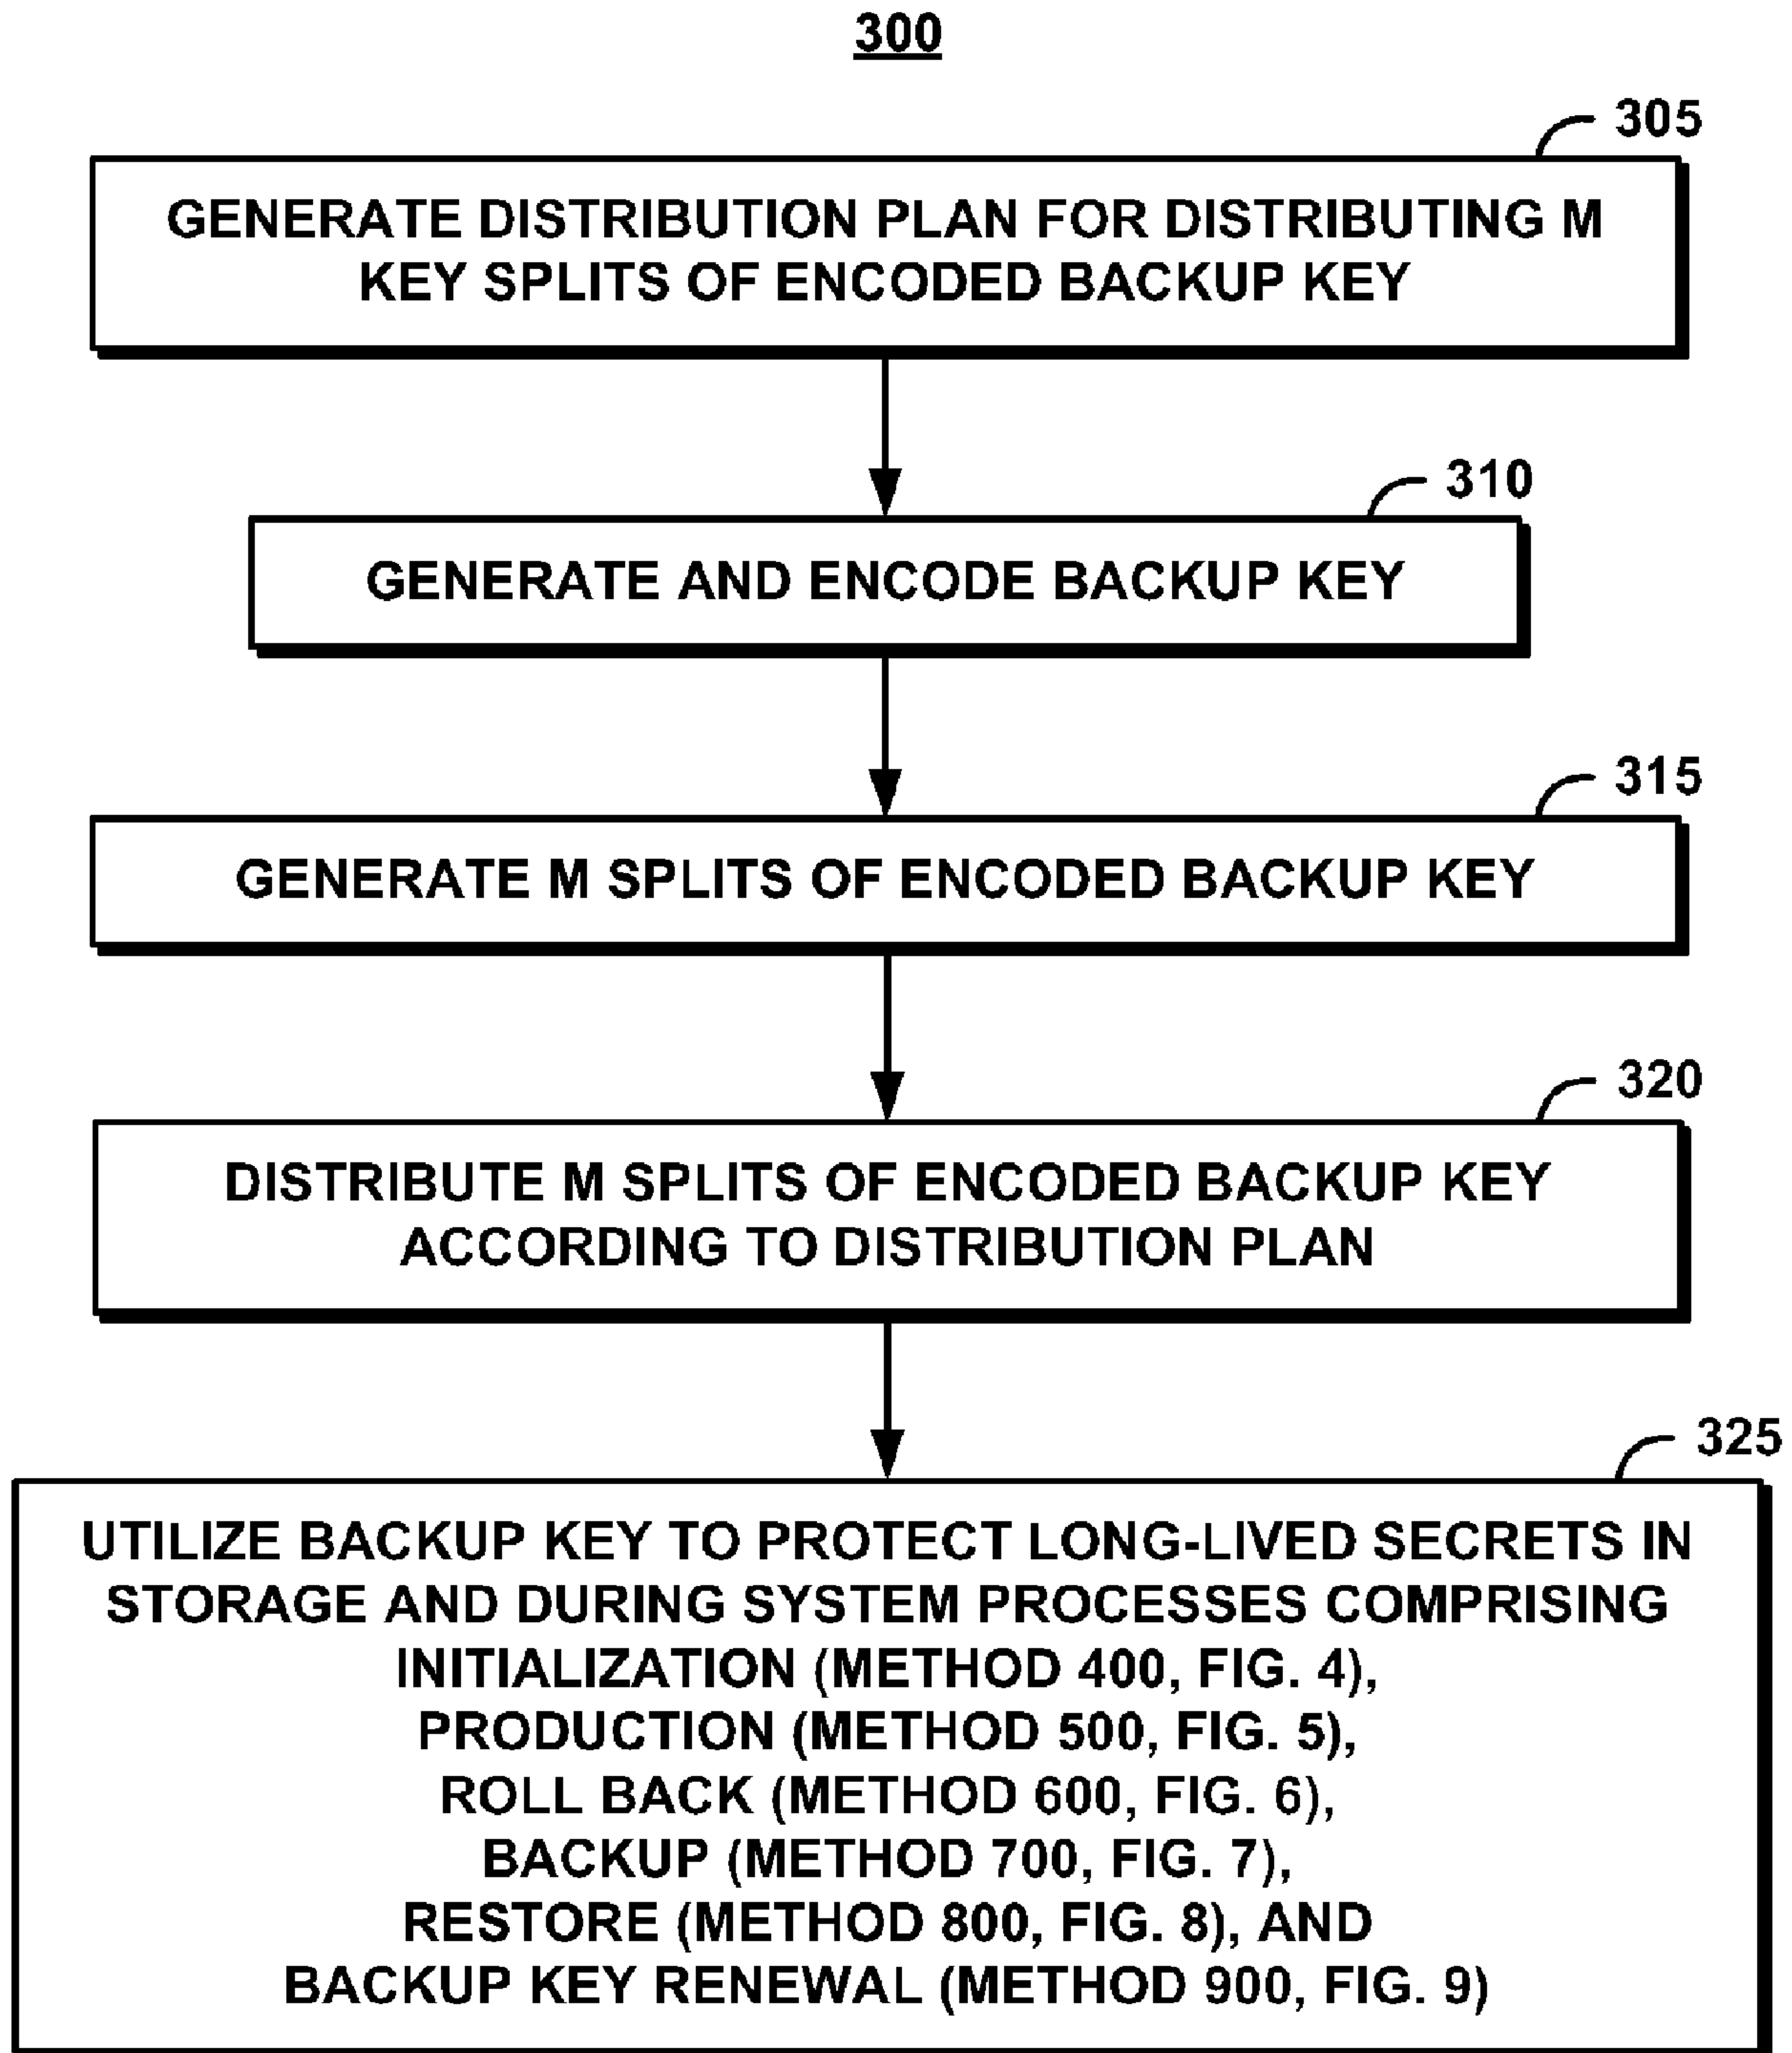 300
305
GENERATE DISTRIBUTION PLAN FOR DISTRIBUTING M
KEY SPLITS OF ENCODED BACKUP KEY
310
GENERATE AND ENCODE BACKUP KEY
315
GENERATE M SPLITS OF ENCODED BACKUP KEY
320
DISTRIBUTE M SPLITS OF ENCODED BACKUP KEY
ACCORDING TO DISTRIBUTION PLAN
325
UTILIZE BACKUP KEY TO PROTECT LONG-LIVED SECRETS IN
STORAGE AND DURING SYSTEM PROCESSES COMPRISING
INITIALIZATION (METHOD 400, FIG. 4),
PRODUCTION (METHOD 500, FIG. 5),
ROLL BACK (METHOD 600, FIG. 6),
BACKUP (METHOD 700, FIG. 7),
RESTORE (METHOD 800, FIG. 8), AND
BACKUP KEY RENEWAL (METHOD 900, FIG. 9)